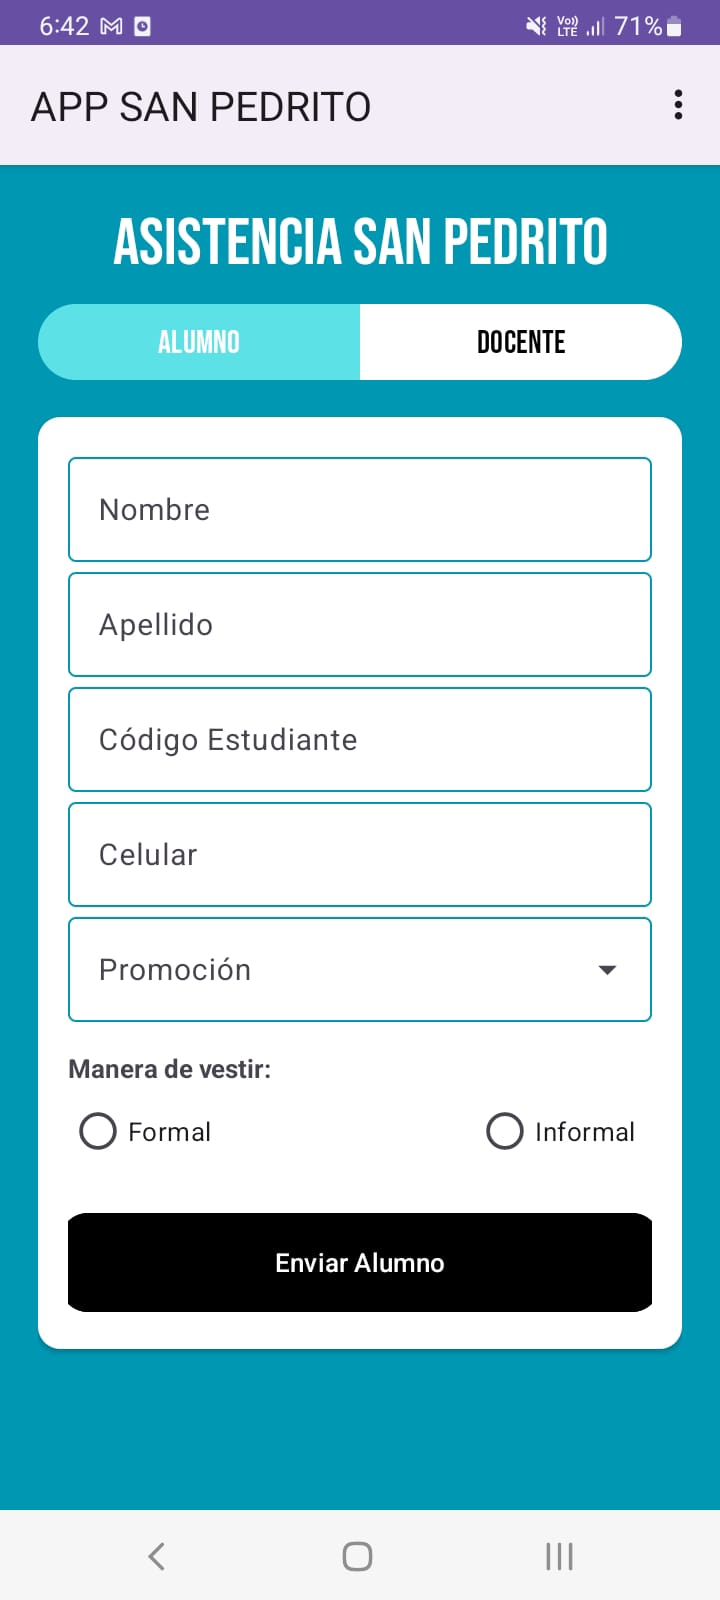 6:42 Vo)) LTE 71%
APP SAN PEDRITO
ASISTENCIA SAN PEDRITO
ALUMNO DOCENTE
Nombre
Apellido
Código Estudiante
Celular
Promoción
Manera de vestir:
Formal Informal
Enviar Alumno